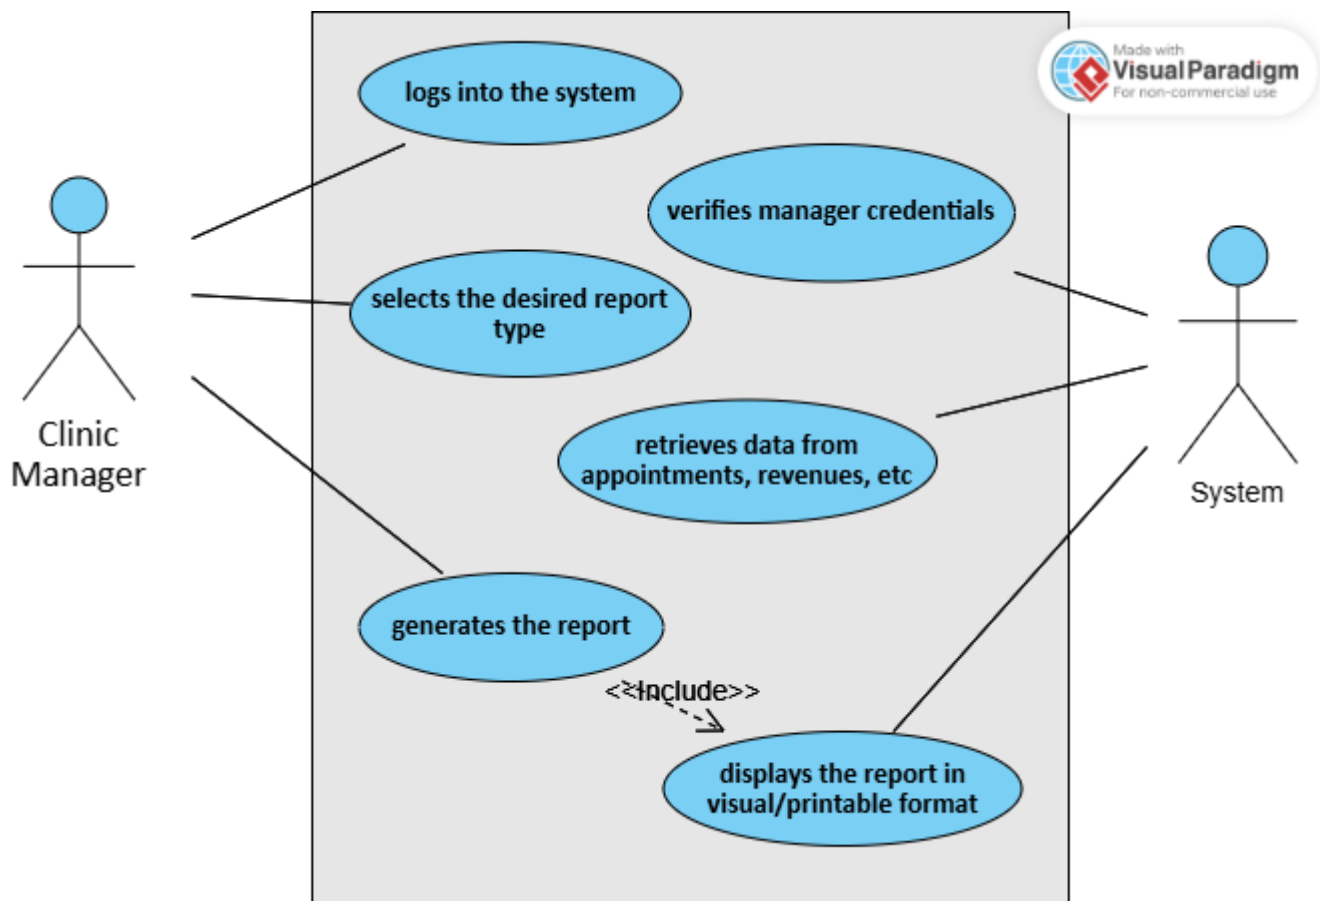 Made with
Visual Paradigm
For non-commercial use
logs into the system
verifies manager credentials
selects the desired report
type
Clinic
Manager
retrieves data from
appointments, revenues, etc
System
generates the report
<<Include>>
displays the report in
visual/printable format